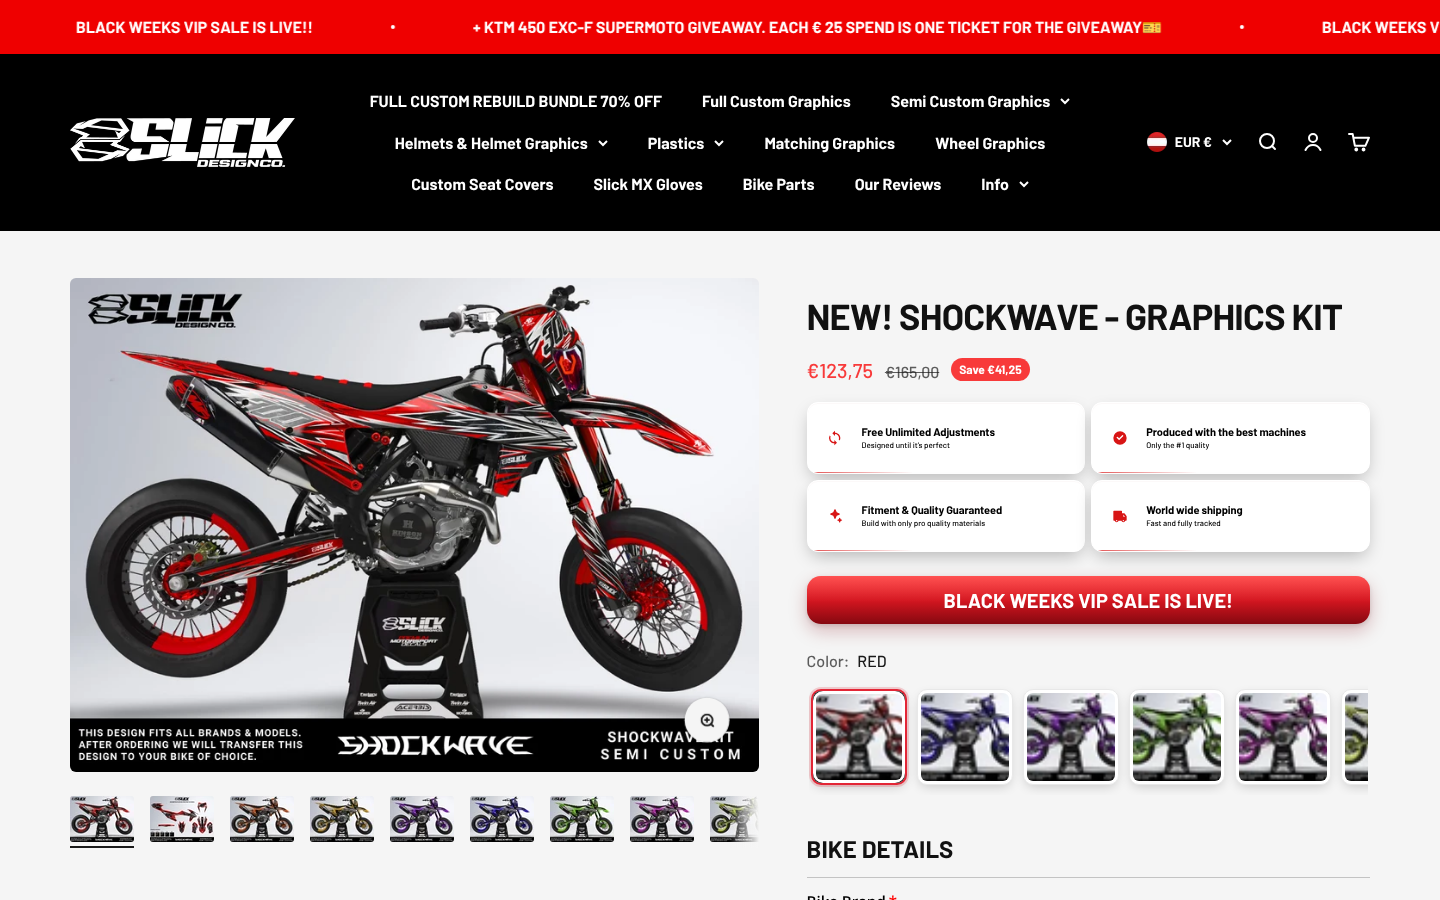 BLACK WEEKS VIP SALE IS LIVE!!
+ KTM 450 EXC-F SUPERMOTO GIVEAWAY. EACH € 25 SPEND IS ONE TICKET FOR THE GIVEAWAY🎫
BLACK WEEKS V
SLICK
DESIGNCO.
FULL CUSTOM REBUILD BUNDLE 70% OFF
Full Custom Graphics
Semi Custom Graphics
Helmets & Helmet Graphics
Plastics
Matching Graphics
Wheel Graphics
Custom Seat Covers
Slick MX Gloves
Bike Parts
Our Reviews
Info
EUR €
SLICK
DESIGN CO.
SLICK
MOTORSPORT
DECALS
ACERBIS
THIS DESIGN FITS ALL BRANDS & MODELS.
AFTER ORDERING WE WILL TRANSFER THIS
DESIGN TO YOUR BIKE OF CHOICE.
SHOCKWAVE
SHOCKWAVE KIT
SEMI CUSTOM
NEW! SHOCKWAVE - GRAPHICS KIT
€123,75
€165,00
Save €41,25
Free Unlimited Adjustments
Designed until it's perfect
Produced with the best machines
Only the #1 quality
Fitment & Quality Guaranteed
Build with only pro quality materials
World wide shipping
Fast and fully tracked
BLACK WEEKS VIP SALE IS LIVE!
Color: RED
BIKE DETAILS
Bike Brand *